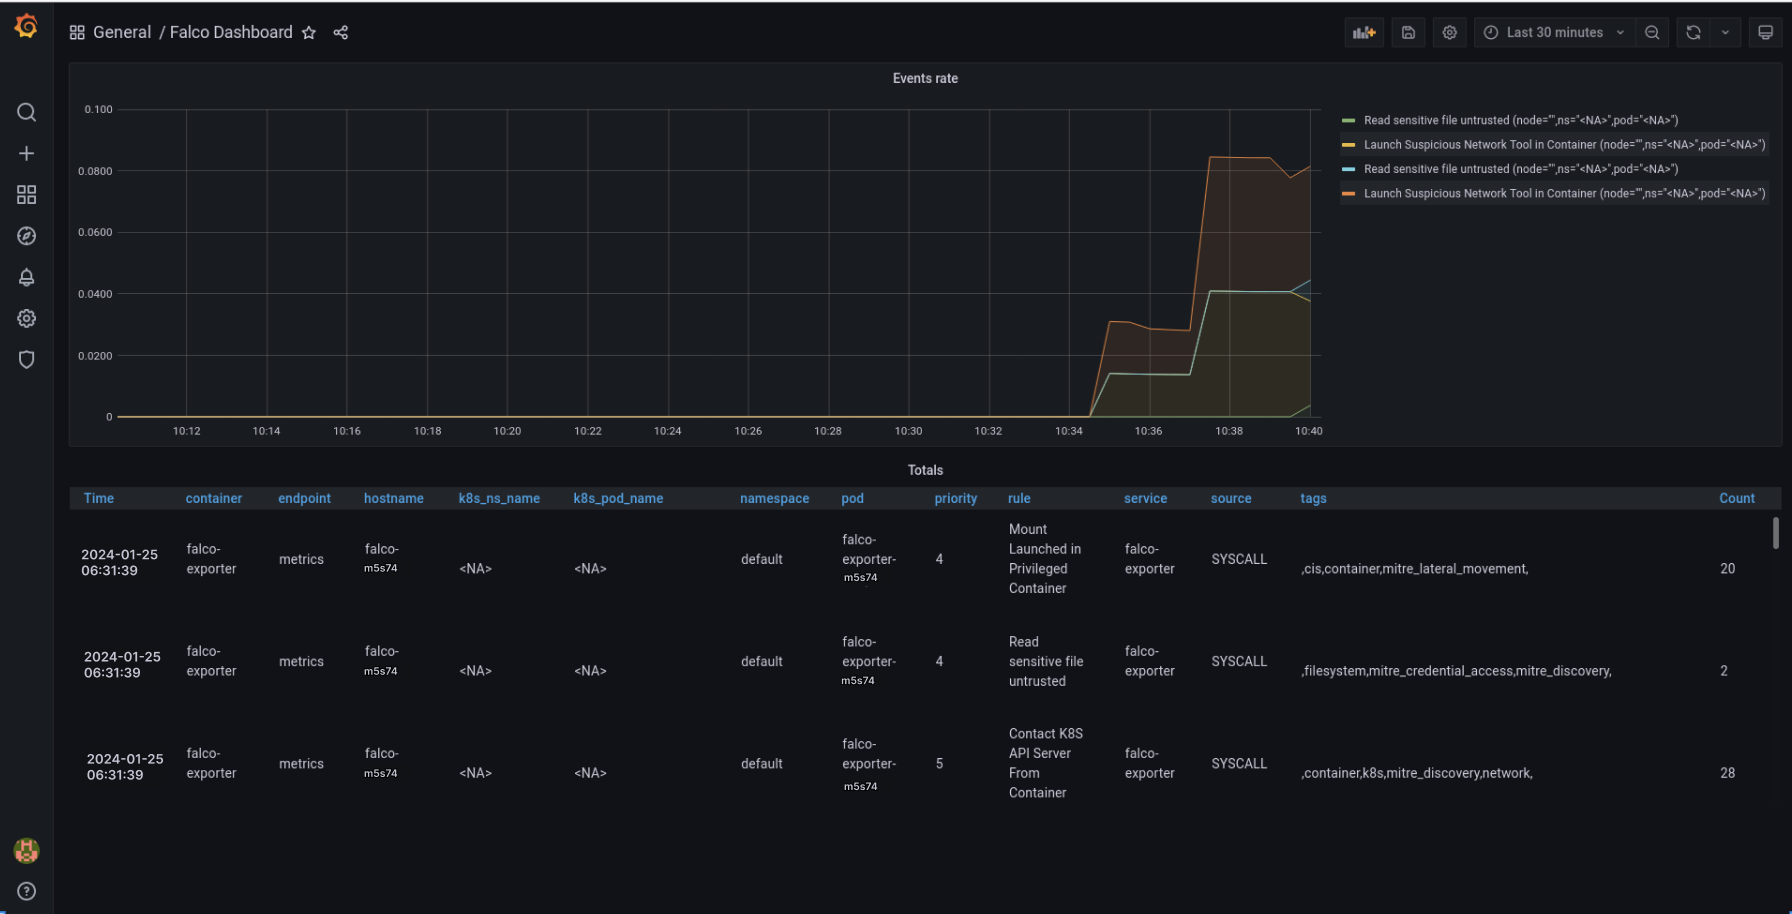 General / Falco Dashboard
Last 30 minutes
Events rate
0.100
0.0800
0.0600
0.0400
0.0200
0
10:12 10:14 10:16 10:18 10:20 10:22 10:24 10:26 10:28 10:30 10:32 10:34 10:36 10:38 10:40
Read sensitive file untrusted (node="",ns="<NA>",pod="<NA>")
Launch Suspicious Network Tool in Container (node="",ns="<NA>",pod="<NA>")
Read sensitive file untrusted (node="",ns="<NA>",pod="<NA>")
Launch Suspicious Network Tool in Container (node="",ns="<NA>",pod="<NA>")
Totals
Time container endpoint hostname k8s_ns_name k8s_pod_name namespace pod priority rule service source tags Count
2024-01-25
06:31:39
falco-
exporter
metrics
falco-
m5s74
<NA>
<NA>
default
falco-
exporter-
m5s74
4
Mount
Launched in
Privileged
Container
falco-
exporter
SYSCALL
,cis,container,mitre_lateral_movement,
20
2024-01-25
06:31:39
falco-
exporter
metrics
falco-
m5s74
<NA>
<NA>
default
falco-
exporter-
m5s74
4
Read
sensitive file
untrusted
falco-
exporter
SYSCALL
,filesystem,mitre_credential_access,mitre_discovery,
2
2024-01-25
06:31:39
falco-
exporter
metrics
falco-
m5s74
<NA>
<NA>
default
falco-
exporter-
m5s74
5
Contact K8S
API Server
From
Container
falco-
exporter
SYSCALL
,container,k8s,mitre_discovery,network,
28